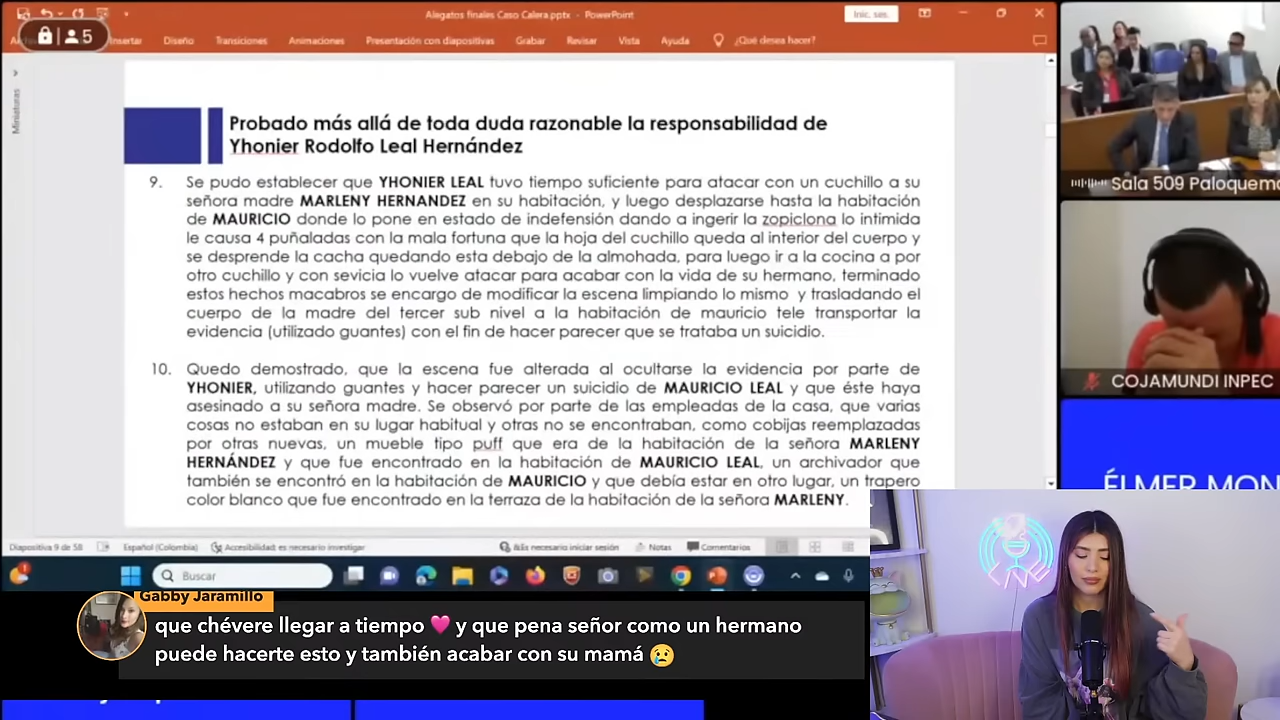 Alegatos finales Caso Calera.pptx - PowerPoint
Inic. ses.
5
Insertar Diseño Transiciones Animaciones Presentación con diapositivas Grabar Revisar Vista Ayuda ¿Qué desea hacer?
Miniaturas
Probado más allá de toda duda razonable la responsabilidad de
Yhonier Rodolfo Leal Hernández
9. Se pudo establecer que YHONIER LEAL tuvo tiempo suficiente para atacar con un cuchillo a su
señora madre MARLENY HERNANDEZ en su habitación, y luego desplazarse hasta la habitación
de MAURICIO donde lo pone en estado de indefensión dando a ingerir la zopiclona lo intimida
le causa 4 puñaladas con la mala fortuna que la hoja del cuchillo queda al interior del cuerpo y
se desprende la cacha quedando esta debajo de la almohada, para luego ir a la cocina a por
otro cuchillo y con sevicia lo vuelve atacar para acabar con la vida de su hermano, terminado
estos hechos macabros se encargo de modificar la escena limpiando lo mismo y trasladando el
cuerpo de la madre del tercer sub nivel a la habitación de mauricio tele transportar la
evidencia (utilizado guantes) con el fin de hacer parecer que se trataba un suicidio.
10. Quedo demostrado, que la escena fue alterada al ocultarse la evidencia por parte de
YHONIER, utilizando guantes y hacer parecer un suicidio de MAURICIO LEAL y que éste haya
asesinado a su señora madre. Se observó por parte de las empleadas de la casa, que varias
cosas no estaban en su lugar habitual y otras no se encontraban, como cobijas reemplazadas
por otras nuevas, un mueble tipo puff que era de la habitación de la señora MARLENY
HERNÁNDEZ y que fue encontrado en la habitación de MAURICIO LEAL, un archivador que
también se encontró en la habitación de MAURICIO y que debía estar en otro lugar, un trapero
color blanco que fue encontrado en la terraza de la habitación de la señora MARLENY.
Diapositiva 9 de 58 Español (Colombia) Accesibilidad: es necesario investigar Es necesario iniciar sesión Notas Comentarios
Buscar
Sala 509 Paloquema
COJAMUNDI INPEC
ÉLMER MON
Gabby Jaramillo
que chévere llegar a tiempo 💗 y que pena señor como un hermano
puede hacerte esto y también acabar con su mamá 😢